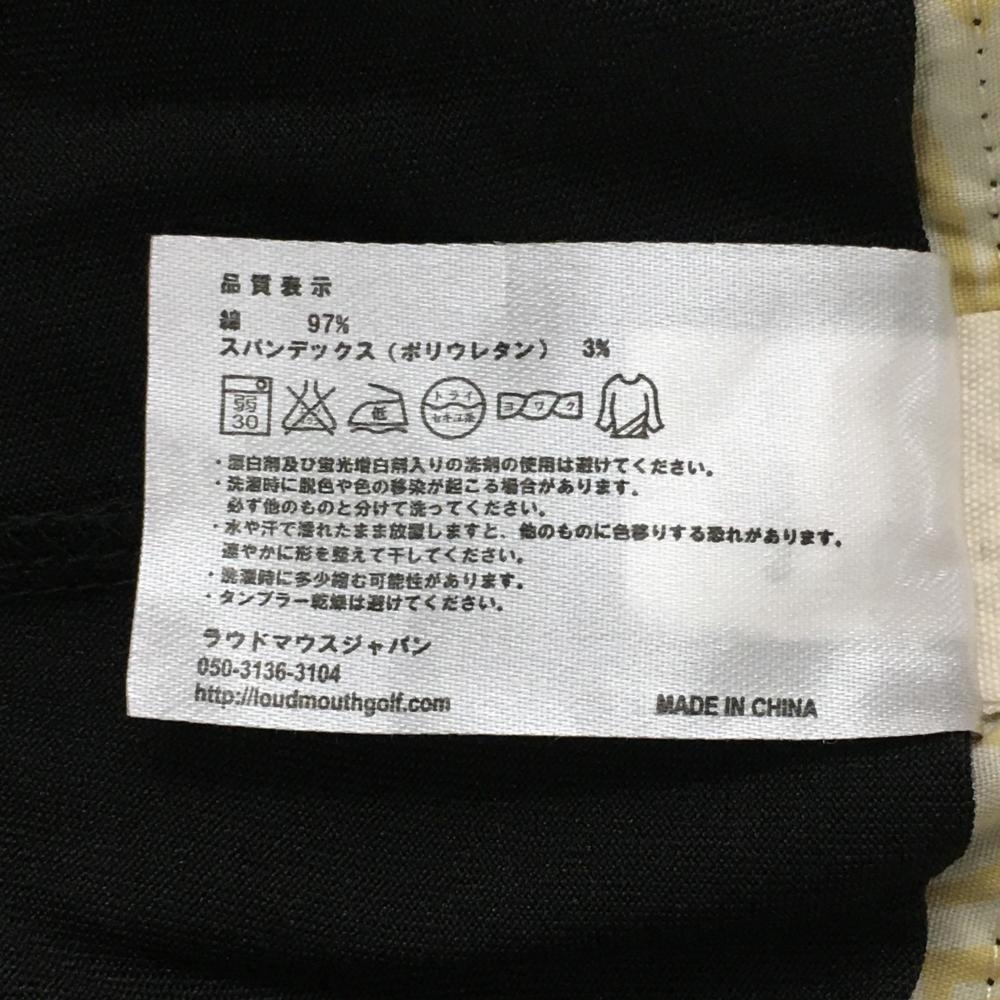 品質表示
綿 97%
スパンデックス（ポリウレタン） 3%
弱
30
低
ドライ
セキユ系
ヨワク
・漂白剤及び蛍光増白剤入りの洗剤の使用は避けてください。
・洗濯時に脱色や色の移染が起こる場合があります。
必ず他のものと分けて洗ってください。
・水や汗で濡れたまま放置しますと、他のものに色移りする恐れがあります。
速やかに形を整えて干してください。
・洗濯時に多少縮む可能性があります。
・タンブラー乾燥は避けてください。
ラウドマウスジャパン
050-3136-3104
http://loudmouthgolf.com
MADE IN CHINA